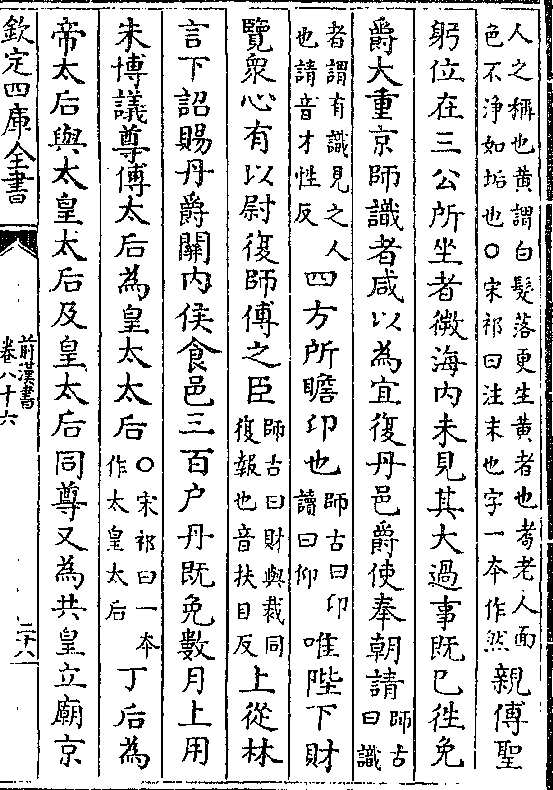 人之稱也黃謂白髮落更生黃者也耉老人面
色不淨如垢也○宋祁曰注末也字一本作然
親傅聖
躬位在三公所坐者微海内未見其大過事既已徃免
爵大重京師識者咸以為宜復丹邑爵使奉朝請
師古
曰識
者謂有識見之人
也請音才性反
四方所瞻卬也
師古曰卬
讀曰仰
唯陛下財
覽衆心有以尉復師傅之臣
師古曰財與裁同
復報也音扶目反
上從林
言下詔賜丹爵關内侯食邑三百户丹既免數月上用
朱博議尊傅太后為皇太太后
○宋祁曰一本
作太皇太后
丁后為
帝太后與太皇太后及皇太后同尊又為共皇立廟京
欽定四庫全書
前漢書
卷八十六
二十八